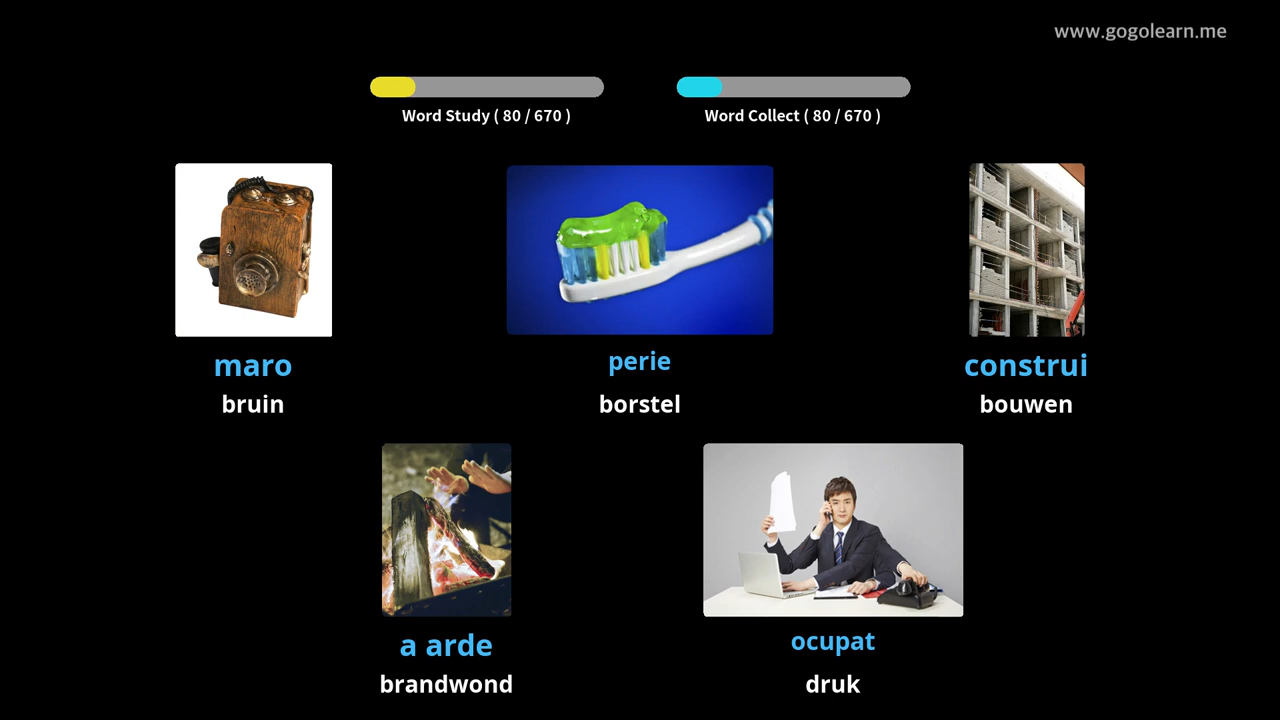 www.gogolearn.me
Word Study ( 80 / 670 )
Word Collect ( 80 / 670 )
maro
bruin
perie
borstel
construi
bouwen
a arde
brandwond
ocupat
druk